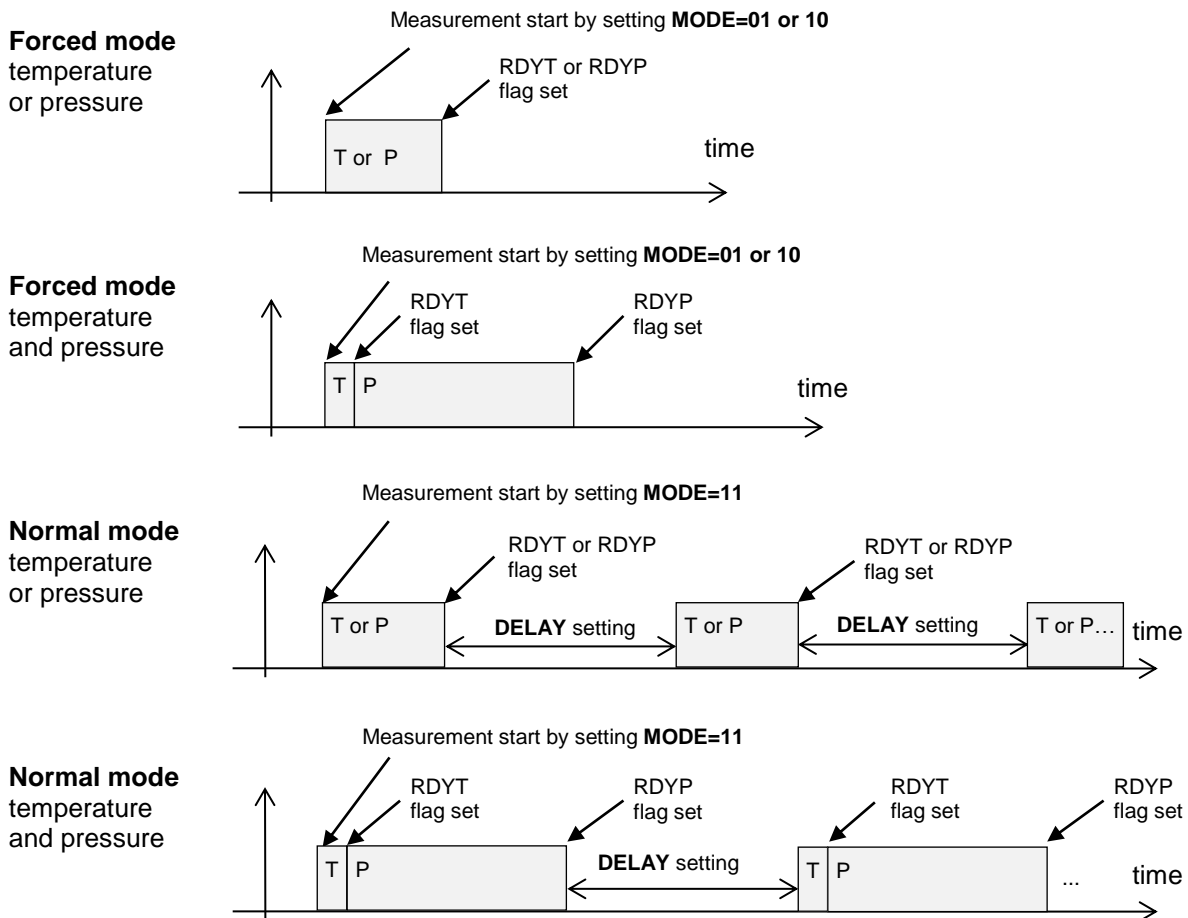 Measurement start by setting MODE=01 or 10
Forced mode
temperature
or pressure
RDYT or RDYP
flag set
T or P
time
Measurement start by setting MODE=01 or 10
Forced mode
temperature
and pressure
RDYT
flag set
RDYP
flag set
T
P
time
Measurement start by setting MODE=11
Normal mode
temperature
or pressure
RDYT or RDYP
flag set
RDYT or RDYP
flag set
T or P
DELAY setting
T or P
DELAY setting
T or P…
time
Measurement start by setting MODE=11
Normal mode
temperature
and pressure
RDYT
flag set
RDYP
flag set
RDYT
flag set
RDYP
flag set
T
P
DELAY setting
T
P
...
time